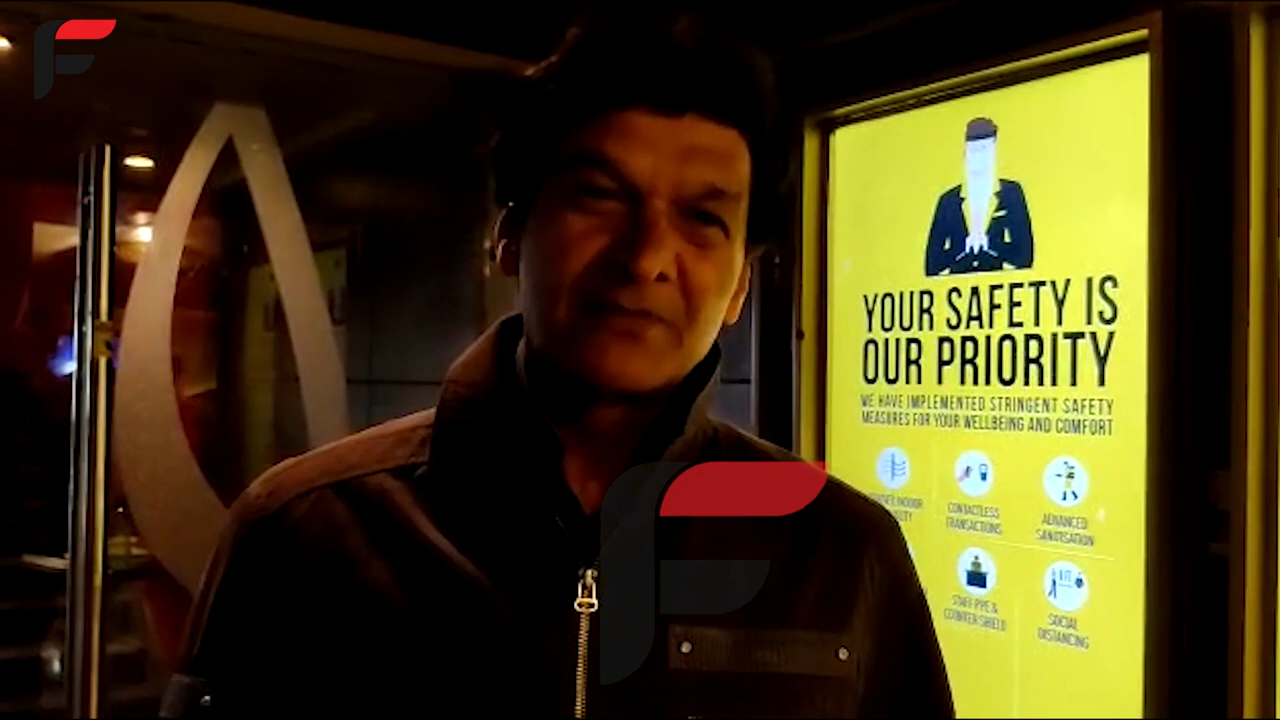 YOUR SAFETY IS
OUR PRIORITY
WE HAVE IMPLEMENTED STRINGENT SAFETY
MEASURES FOR YOUR WELLBEING AND COMFORT
INDOOR
CONTACTLESS
TRANSACTIONS
ADVANCED
SANITISATION
STAFF PPE &
COUNTER SHIELD
SOCIAL
DISTANCING